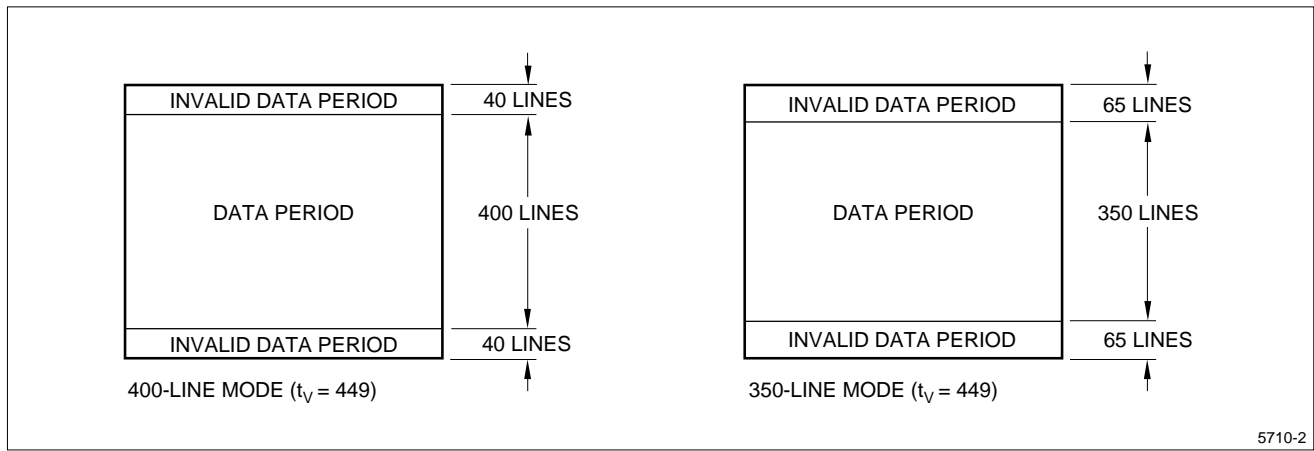 INVALID DATA PERIOD
40 LINES
DATA PERIOD
400 LINES
INVALID DATA PERIOD
40 LINES
400-LINE MODE (tV = 449)
INVALID DATA PERIOD
65 LINES
DATA PERIOD
350 LINES
INVALID DATA PERIOD
65 LINES
350-LINE MODE (tV = 449)
5710-2